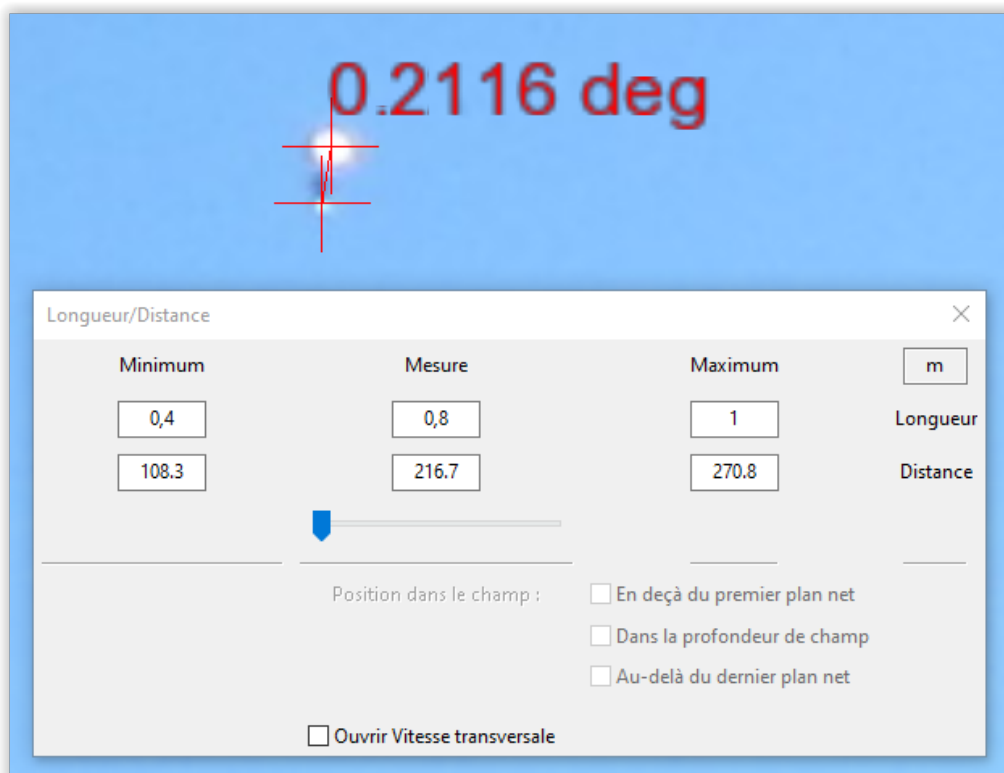 0.2116 deg
Longueur/Distance
Minimum Mesure Maximum m
0,4 0,8 1 Longueur
108.3 216.7 270.8 Distance
Position dans le champ : En deçà du premier plan net
Dans la profondeur de champ
Au-delà du dernier plan net
Ouvrir Vitesse transversale